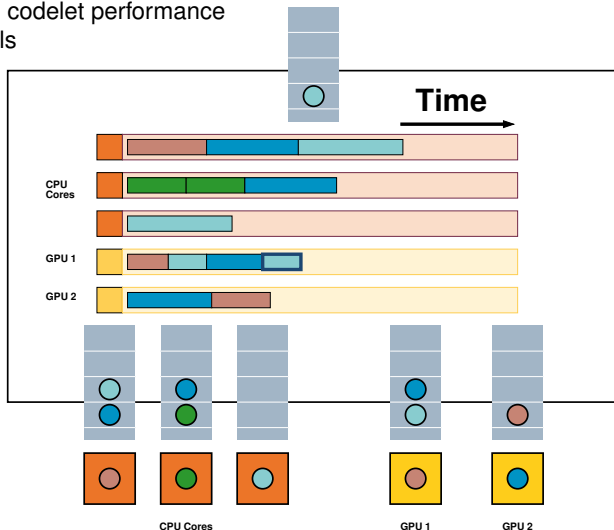 codelet performance
ls
Time
CPU
Cores
GPU 1
GPU 2
CPU Cores
GPU 1
GPU 2